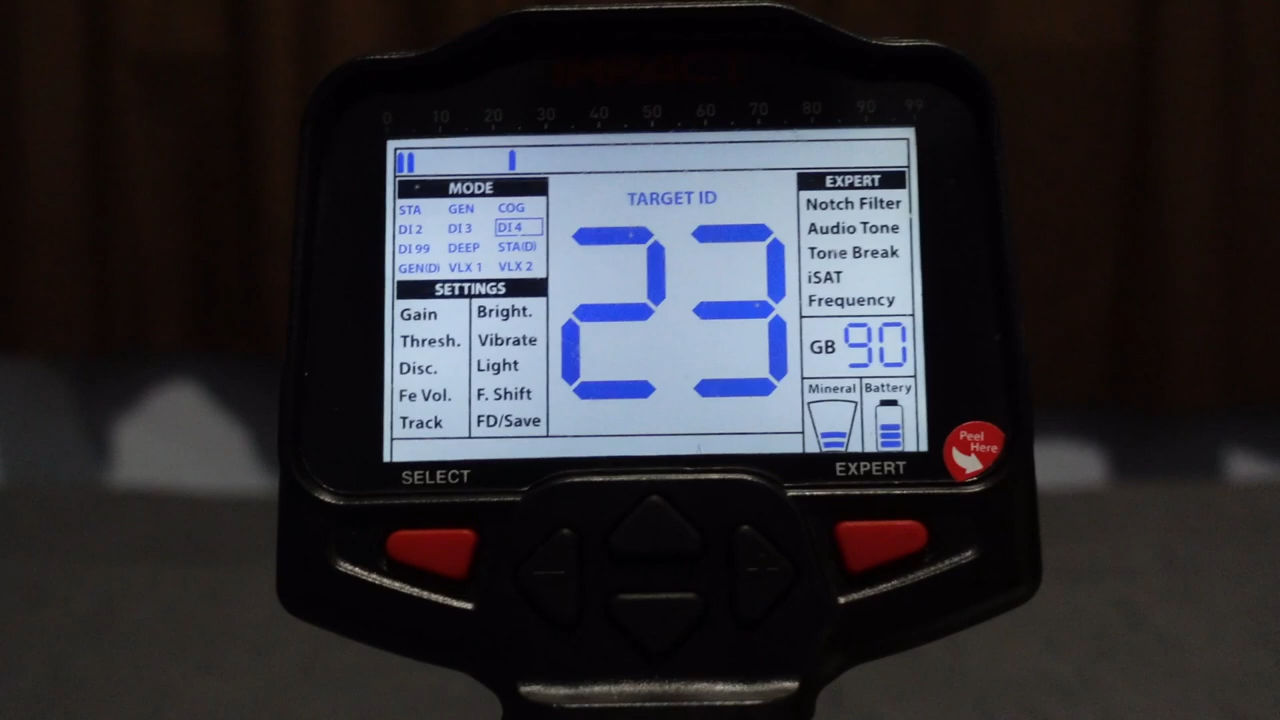 IMPACT
0 10 20 30 40 50 60 70 80 90 99
MODE
STA GEN COG
DI 2 DI 3 DI 4
DI 99 DEEP STA(D)
GEN(D) VLX 1 VLX 2
SETTINGS
Gain Bright.
Thresh. Vibrate
Disc. Light
Fe Vol. F. Shift
Track FD/Save
TARGET ID
23
EXPERT
Notch Filter
Audio Tone
Tone Break
iSAT
Frequency
GB 90
Mineral Battery
Peel
Here
SELECT EXPERT